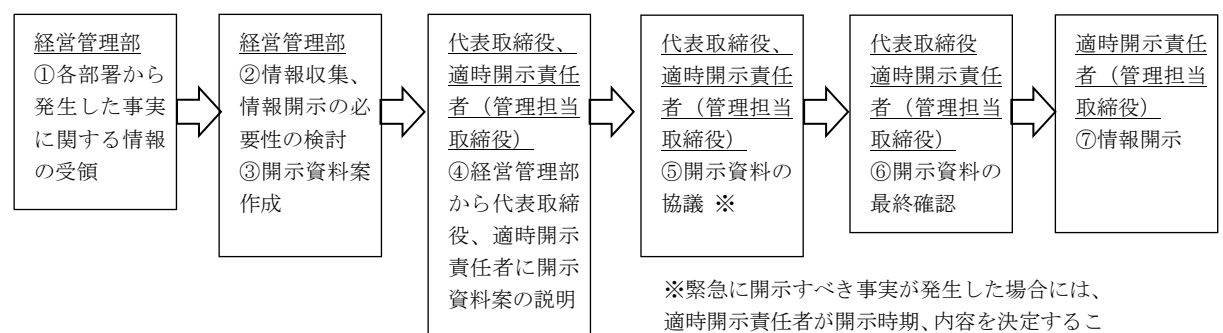 経営管理部
①各部署から
発生した事実
に関する情報
の受領
経営管理部
②情報収集、
情報開示の必
要性の検討
③開示資料案
作成
代表取締役、
適時開示責任
者（管理担当
取締役）
④経営管理部
から代表取締
役、適時開示
責任者に開示
資料案の説明
代表取締役、
適時開示責任
者（管理担当
取締役）
⑤開示資料の
協議 ※
代表取締役
適時開示責任
者（管理担当
取締役）
⑥開示資料の
最終確認
適時開示責任
者（管理担当
取締役）
⑦情報開示
※緊急に開示すべき事実が発生した場合には、
適時開示責任者が開示時期、内容を決定するこ